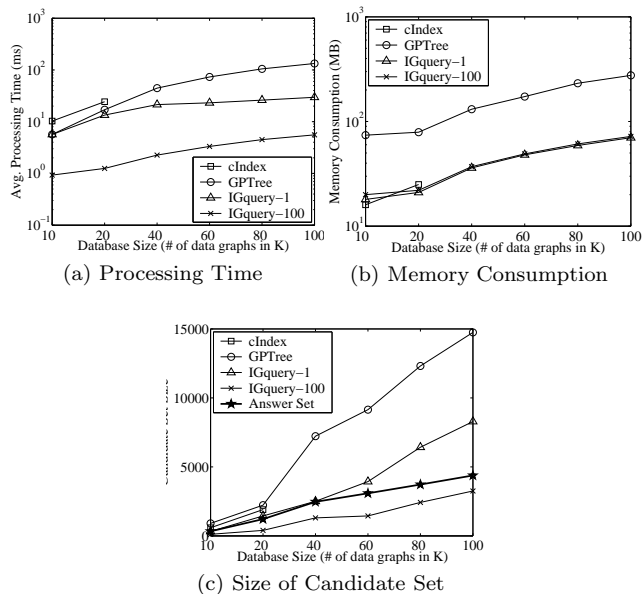 10³
10²
10¹
10⁰
10⁻¹
Avg. Processing Time (ms)
cIndex
GPTree
IGquery−1
IGquery−100
10 20 40 60 80 100
Database Size (# of data graphs in K)
(a) Processing Time
10³
10²
10¹
Memory Consumption (MB)
cIndex
GPTree
IGquery−1
IGquery−100
10 20 40 60 80 100
Database Size (# of data graphs in K)
(b) Memory Consumption
15000
10000
5000
0
Candidate Set Size
cIndex
GPTree
IGquery−1
IGquery−100
Answer Set
10 20 40 60 80 100
Database Size (# of data graphs in K)
(c) Size of Candidate Set